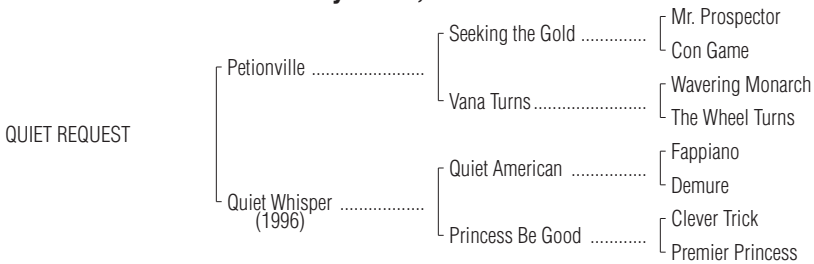 Mr. Prospector
Seeking the Gold ..............
Con Game
Petionville ........................
Wavering Monarch
Vana Turns ........................
The Wheel Turns
QUIET REQUEST
Fappiano
Quiet American ................
Demure
Quiet Whisper ..................
(1996)
Clever Trick
Princess Be Good ............
Premier Princess